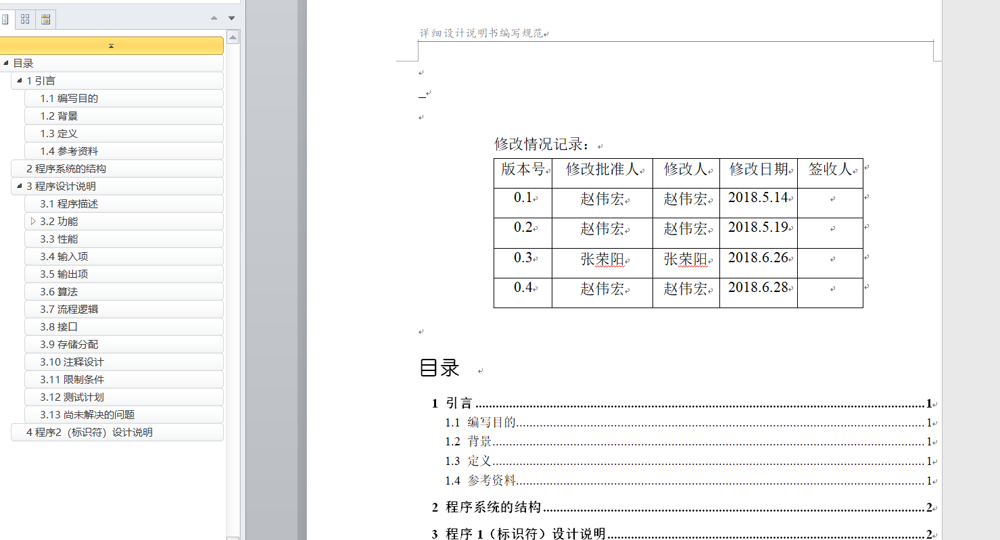 目录
1 引言
1.1 编写目的
1.2 背景
1.3 定义
1.4 参考资料
2 程序系统的结构
3 程序设计说明
3.1 程序描述
3.2 功能
3.3 性能
3.4 输入项
3.5 输出项
3.6 算法
3.7 流程逻辑
3.8 接口
3.9 存储分配
3.10 注释设计
3.11 限制条件
3.12 测试计划
3.13 尚未解决的问题
4 程序2（标识符）设计说明
详细设计说明书编写规范
修改情况记录：
版本号 修改批准人 修改人 修改日期 签收人
0.1 赵伟宏 赵伟宏 2018.5.14
0.2 赵伟宏 赵伟宏 2018.5.19
0.3 张荣阳 张荣阳 2018.6.26
0.4 赵伟宏 赵伟宏 2018.6.28
目录
1 引言........1
1.1 编写目的........1
1.2 背景........1
1.3 定义........1
1.4 参考资料........1
2 程序系统的结构........2
3 程序 1（标识符）设计说明........2